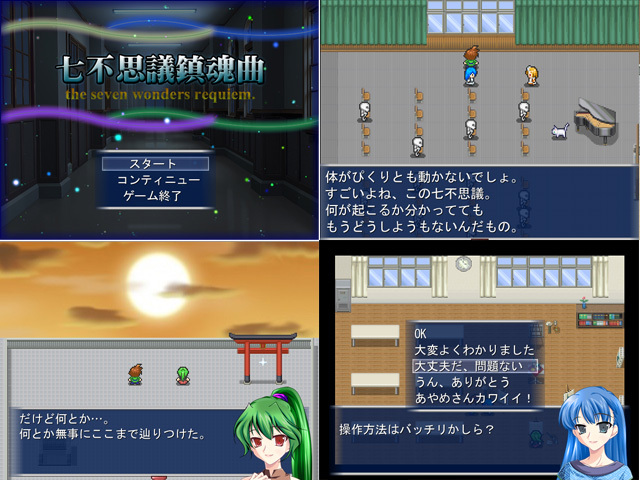 七不思議鎮魂曲
the seven wonders requiem.
スタート
コンティニュー
ゲーム終了
体がぴくりとも動かないでしょ。
すごいよね、この七不思議。
何が起こるか分かってても
もうどうしようもないんだもの。
だけど何とか…。
何とか無事にここまで辿りつけた。
OK
大変よくわかりました
大丈夫だ、問題ない
うん、ありがとう
あやめさんカワイイ！
操作方法はバッチリかしら？